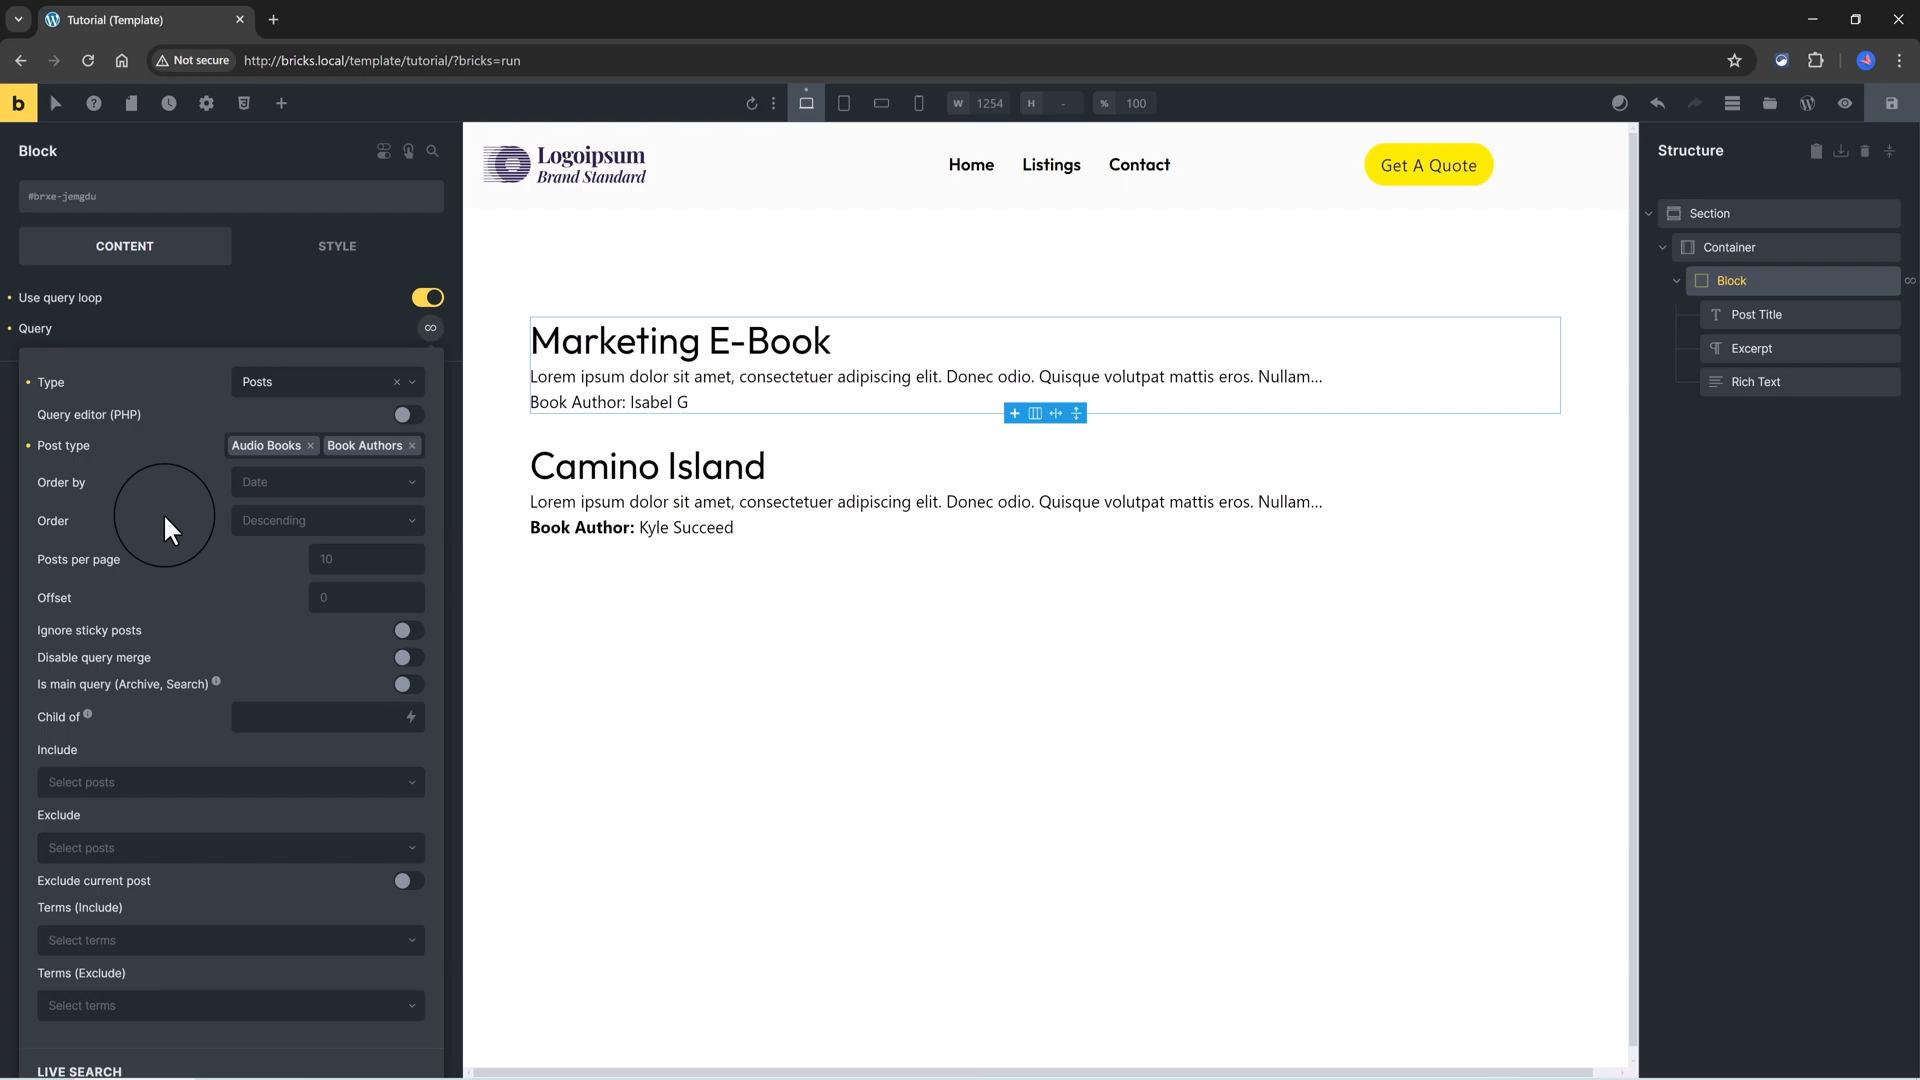 Tutorial (Template)
Not secure
http://bricks.local/template/tutorial/?bricks=run
b
W 1254 H - % 100
Block
#brxe-jemgdu
CONTENT STYLE
Use query loop
Query
Type Posts
Query editor (PHP)
Post type Audio Books Book Authors
Order by Date
Order Descending
Posts per page 10
Offset 0
Ignore sticky posts
Disable query merge
Is main query (Archive, Search)
Child of
Include
Select posts
Exclude
Select posts
Exclude current post
Terms (Include)
Select terms
Terms (Exclude)
Select terms
LIVE SEARCH
Logoipsum
Brand Standard
Home Listings Contact
Get A Quote
Marketing E-Book
Lorem ipsum dolor sit amet, consectetuer adipiscing elit. Donec odio. Quisque volutpat mattis eros. Nullam...
Book Author: Isabel G
Camino Island
Lorem ipsum dolor sit amet, consectetuer adipiscing elit. Donec odio. Quisque volutpat mattis eros. Nullam...
Book Author: Kyle Succeed
Structure
Section
Container
Block
Post Title
Excerpt
Rich Text